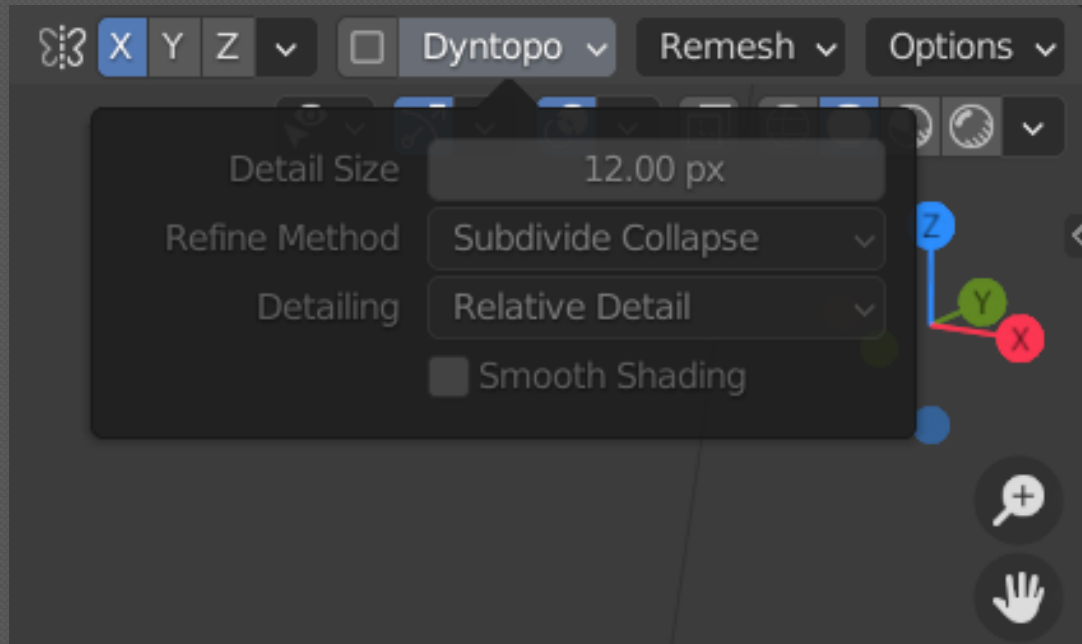 X Y Z Dyntopo Remesh Options
Detail Size 12.00 px
Refine Method Subdivide Collapse
Z
Detailing Relative Detail
Y
X
Smooth Shading